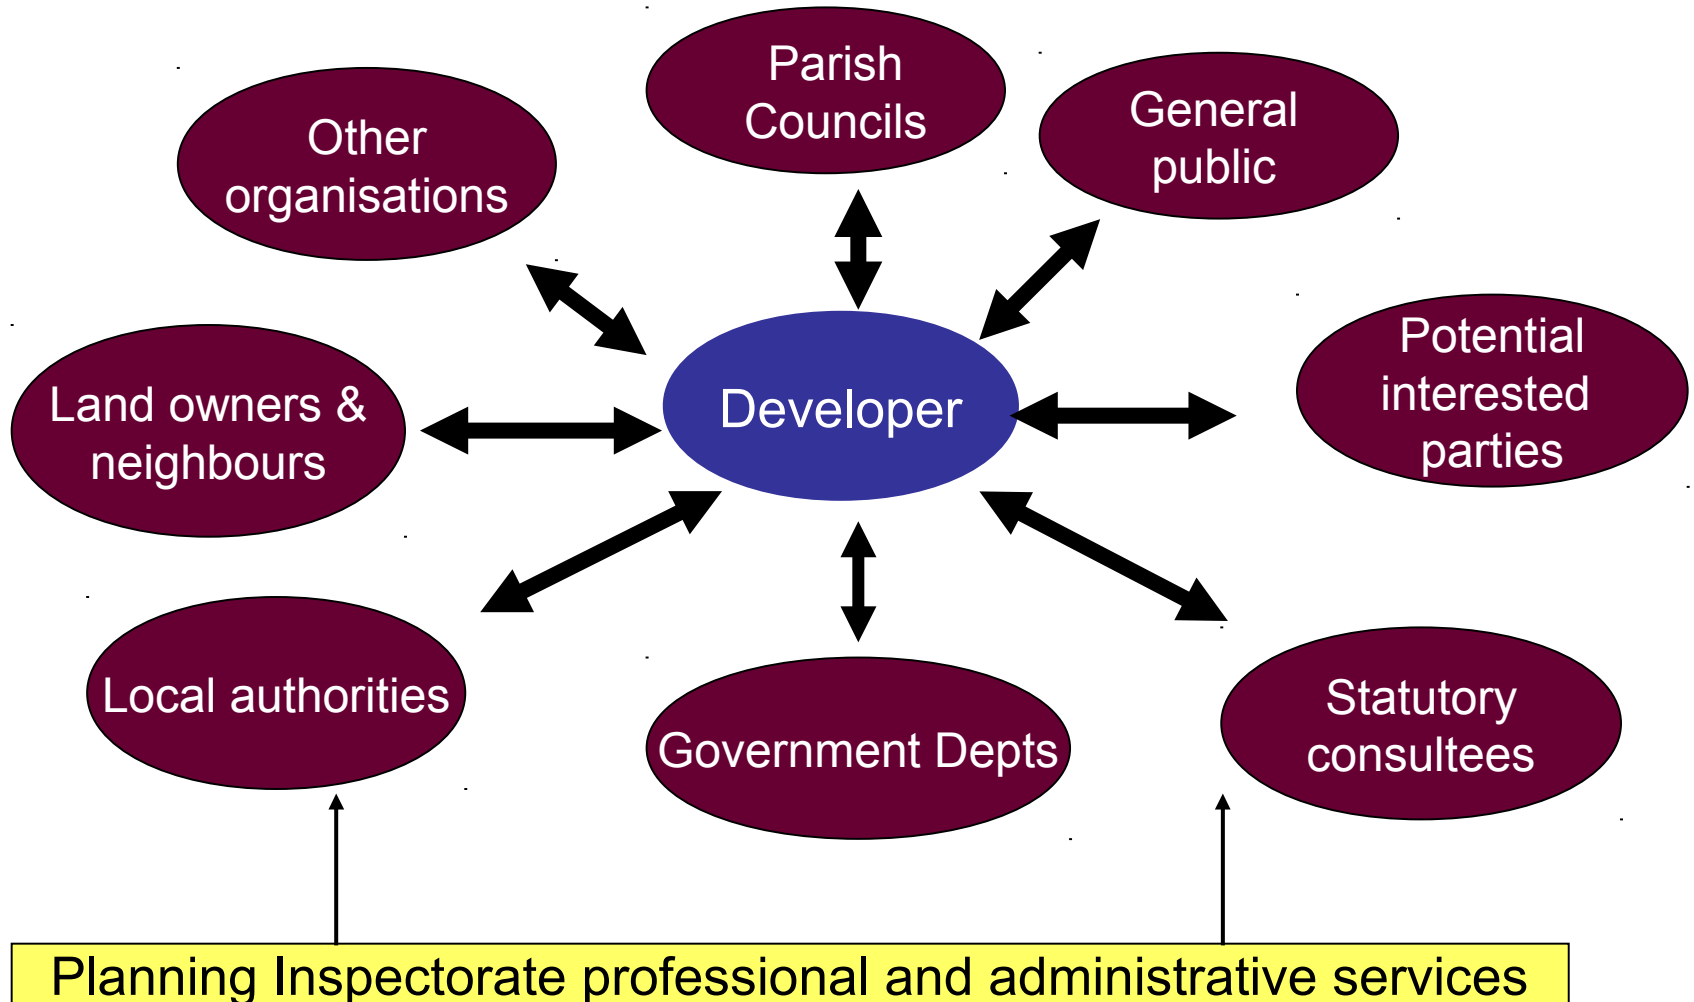 Parish
Councils
General
public
Other
organisations
Potential
interested
parties
Land owners &
neighbours
Developer
Local authorities
Government Depts
Statutory
consultees
Planning Inspectorate professional and administrative services